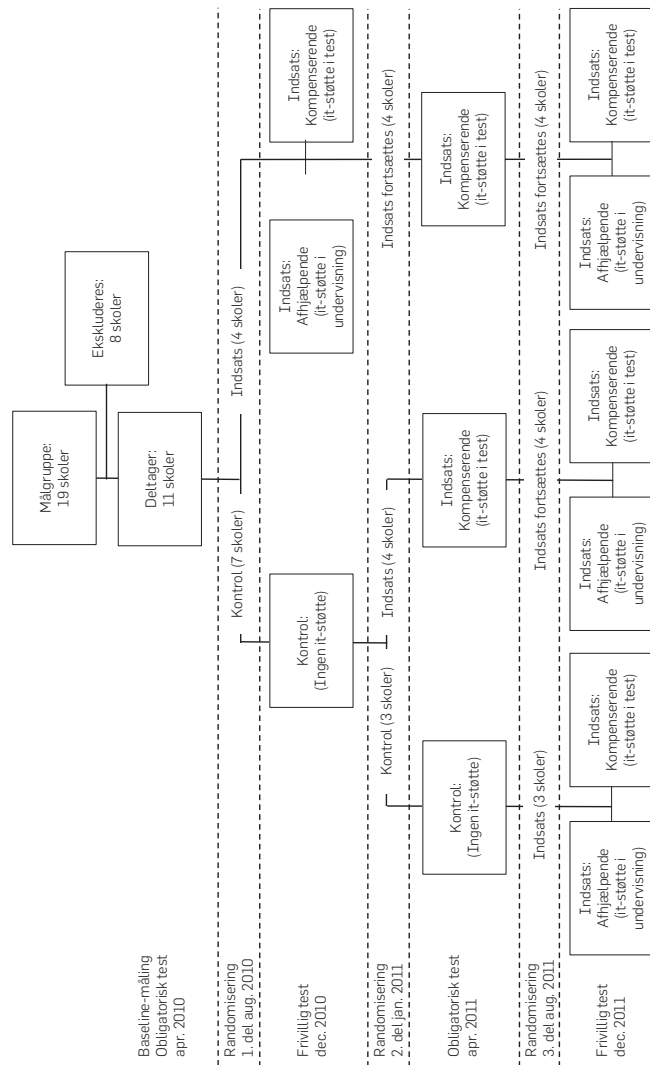 Baseline-måling
Obligatorisk test
apr. 2010
Målgruppe:
19 skoler
Ekskluderes:
8 skoler
Deltager:
11 skoler
Randomisering
1. del aug. 2010
Kontrol (7 skoler)
Indsats (4 skoler)
Frivillig test
dec. 2010
Kontrol:
(Ingen it-støtte)
Indsats:
Afhjælpende
(it-støtte i
undervisning)
Indsats:
Kompenserende
(it-støtte i test)
Randomisering
2. del jan. 2011
Kontrol (3 skoler)
Indsats (4 skoler)
Indsats fortsættes (4 skoler)
Obligatorisk test
apr. 2011
Kontrol:
(Ingen it-støtte)
Indsats:
Kompenserende
(it-støtte i test)
Indsats:
Kompenserende
(it-støtte i test)
Randomisering
3. del aug. 2011
Indsats (3 skoler)
Indsats fortsættes (4 skoler)
Indsats fortsættes (4 skoler)
Frivillig test
dec. 2011
Indsats:
Afhjælpende
(it-støtte i
undervisning)
Indsats:
Kompenserende
(it-støtte i test)
Indsats:
Afhjælpende
(it-støtte i
undervisning)
Indsats:
Kompenserende
(it-støtte i test)
Indsats:
Afhjælpende
(it-støtte i
undervisning)
Indsats:
Kompenserende
(it-støtte i test)